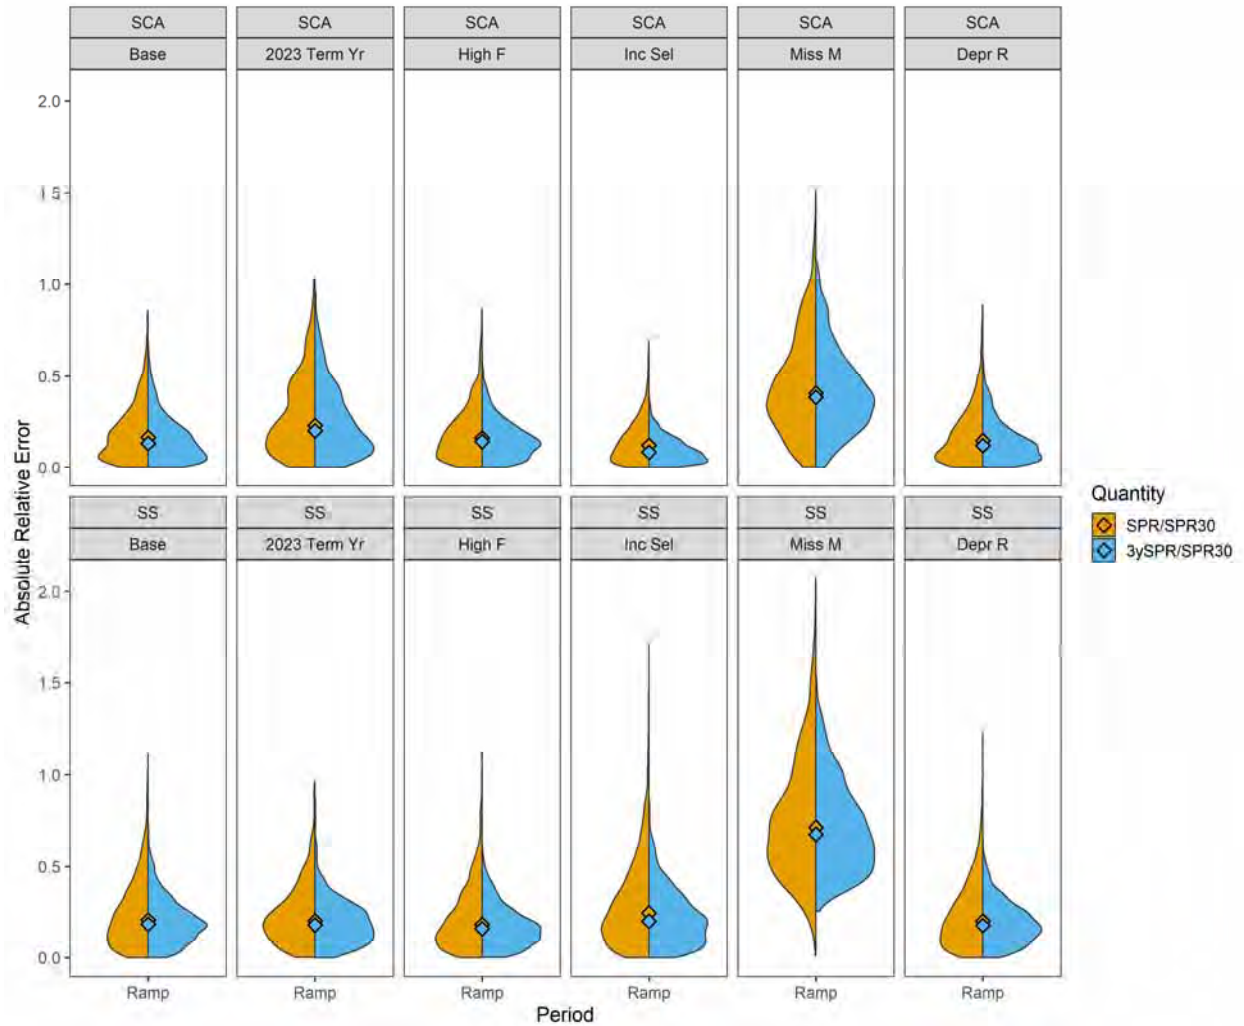 SCA SCA SCA SCA SCA SCA
Base 2023 Term Yr High F Inc Sel Miss M Depr R
2.0
1.5
1.0
0.5
0.0
SS SS SS SS SS SS
Base 2023 Term Yr High F Inc Sel Miss M Depr R
2.0
1.5
1.0
0.5
0.0
Absolute Relative Error
Ramp Ramp Ramp Ramp Ramp Ramp
Period
Quantity
SPR/SPR30
3ySPR/SPR30